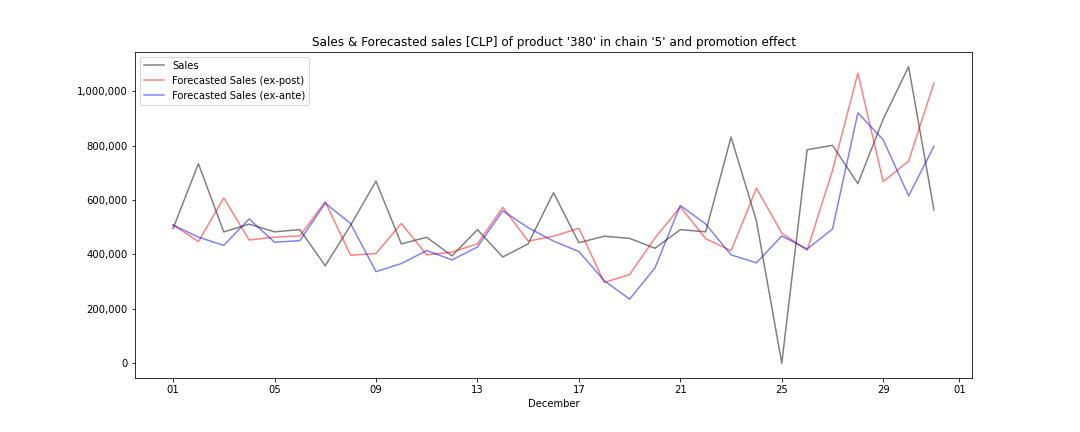 Sales & Forecasted sales [CLP] of product '380' in chain '5' and promotion effect
Sales
Forecasted Sales (ex-post)
Forecasted Sales (ex-ante)
1,000,000
800,000
600,000
400,000
200,000
0
01 05 09 13 17 21 25 29 01
December